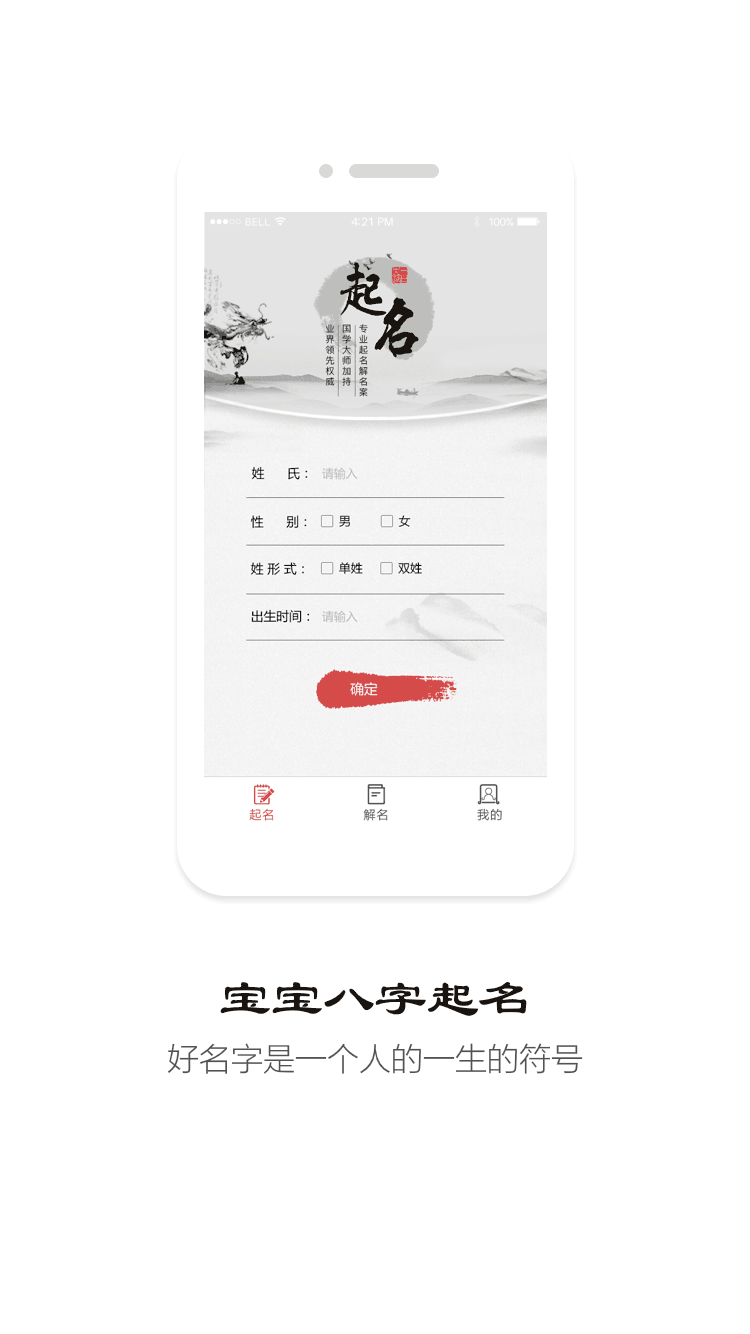 BELL
4:21 PM
100%
起名
专业起名解名案
国学大师加持
业界领先权威
姓 氏： 请输入
性 别： 男 女
姓 形 式： 单姓 双姓
出生时间： 请输入
确定
起名
解名
我的
宝宝八字起名
好名字是一个人的一生的符号